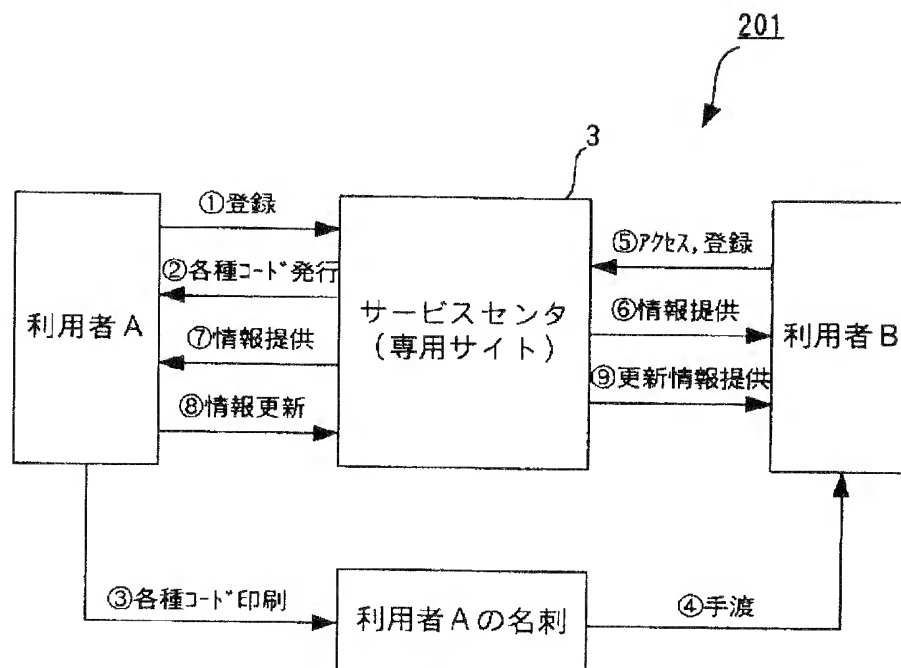 201
3
①登録
⑤アクセス,登録
②各種コード発行
利用者A
サービスセンタ
(専用サイト)
⑥情報提供
利用者B
⑦情報提供
⑨更新情報提供
⑧情報更新
③各種コード印刷
利用者Aの名刺
④手渡